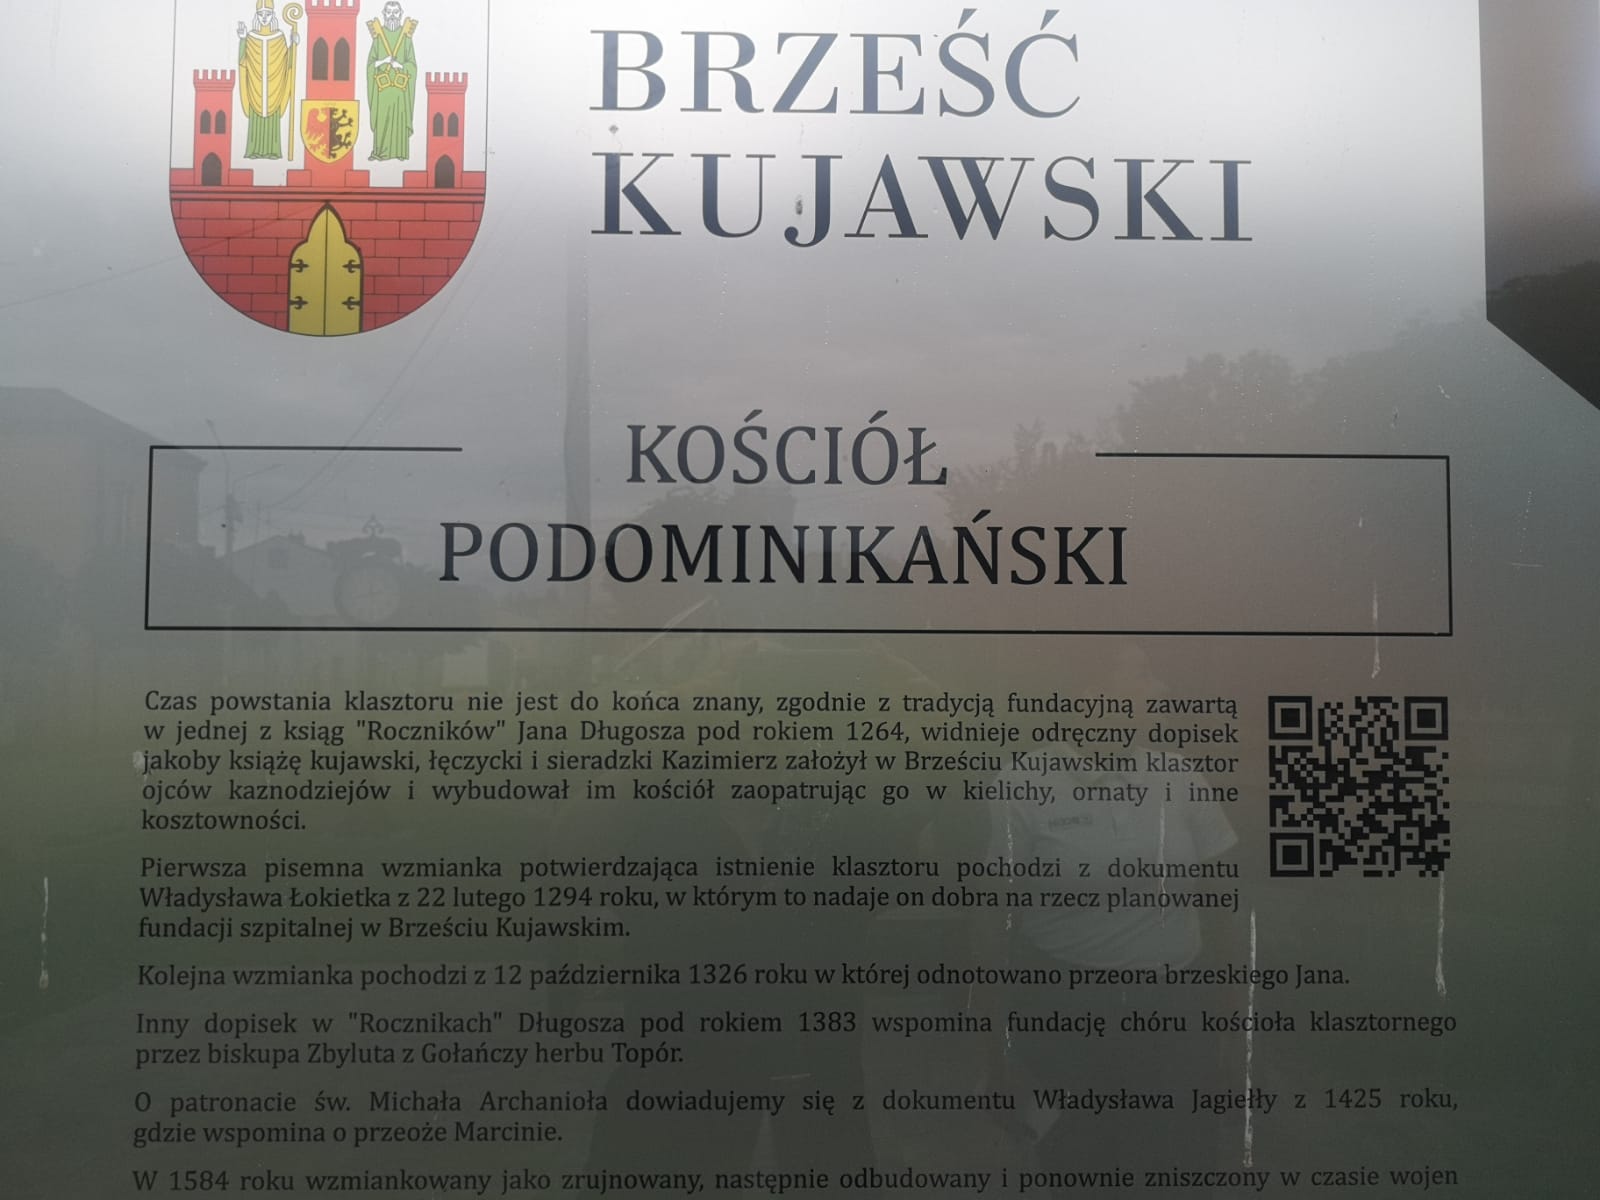 BRZEŚĆ
KUJAWSKI
KOŚCIÓŁ
PODOMINIKAŃSKI
Czas powstania klasztoru nie jest do końca znany, zgodnie z tradycją fundacyjną zawartą
w jednej z ksiąg "Roczników" Jana Długosza pod rokiem 1264, widnieje odręczny dopisek
jakoby książę kujawski, łęczycki i sieradzki Kazimierz założył w Brześciu Kujawskim klasztor
ojców kaznodziejów i wybudował im kościół zaopatrując go w kielichy, ornaty i inne
kosztowności.
Pierwsza pisemna wzmianka potwierdzająca istnienie klasztoru pochodzi z dokumentu
Władysława Łokietka z 22 lutego 1294 roku, w którym to nadaje on dobra na rzecz planowanej
fundacji szpitalnej w Brześciu Kujawskim.
Kolejna wzmianka pochodzi z 12 października 1326 roku w której odnotowano przeora brzeskiego Jana.
Inny dopisek w "Rocznikach" Długosza pod rokiem 1383 wspomina fundację chóru kościoła klasztornego
przez biskupa Zbyluta z Gołańczy herbu Topór.
O patronacie św. Michała Archanioła dowiadujemy się z dokumentu Władysława Jagiełły z 1425 roku,
gdzie wspomina o przeoże Marcinie.
W 1584 roku wzmiankowany jako zrujnowany, następnie odbudowany i ponownie zniszczony w czasie wojen